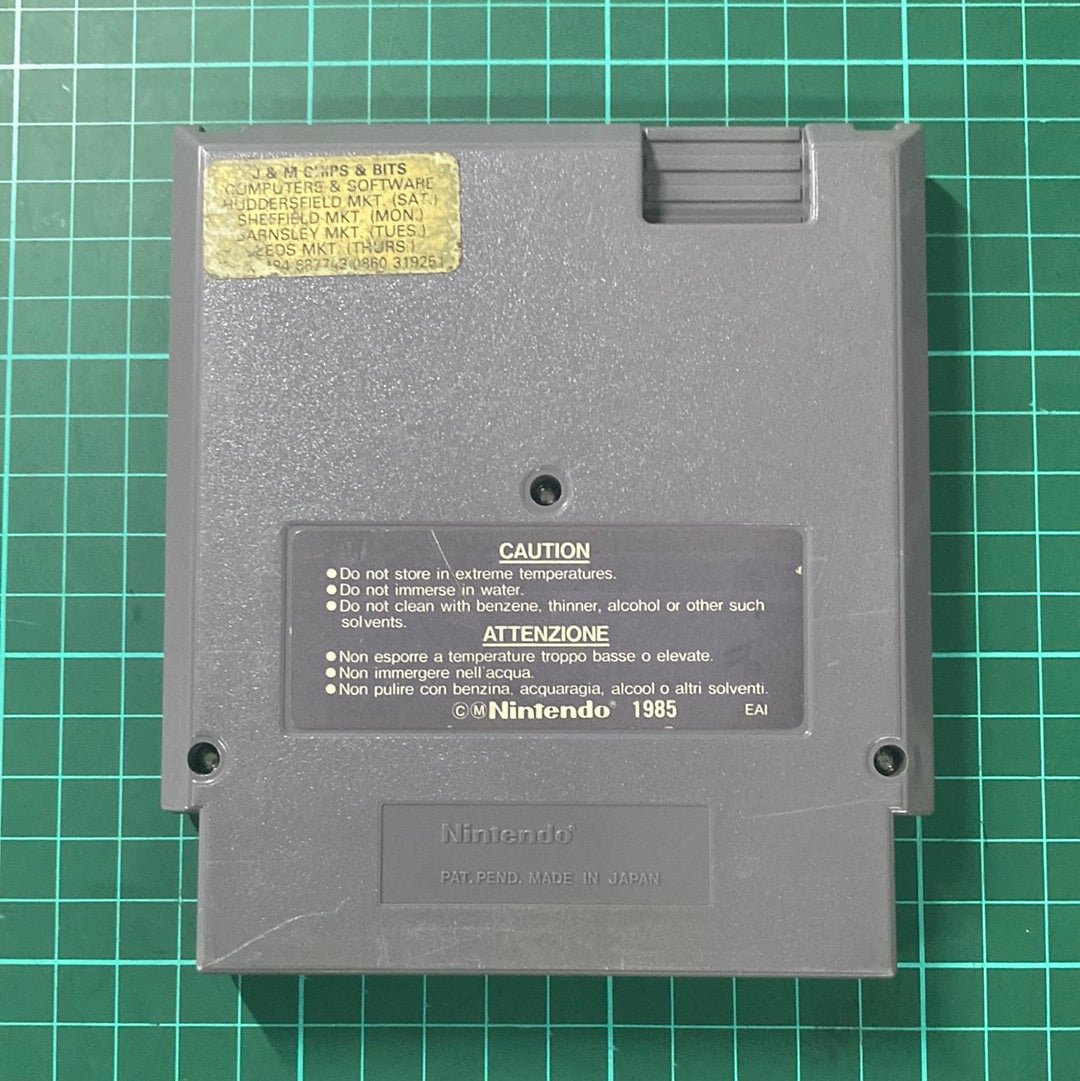 J & M CHIPS & BITS
COMPUTERS & SOFTWARE
HUDDERSFIELD MKT. (SAT.)
SHEFFIELD MKT. (MON.)
BARNSLEY MKT. (TUES.)
LEEDS MKT. (THURS.)
0860 319251
CAUTION
●Do not store in extreme temperatures.
●Do not immerse in water.
●Do not clean with benzene, thinner, alcohol or other such
solvents.
ATTENZIONE
●Non esporre a temperature troppo basse o elevate.
●Non immergere nell'acqua.
●Non pulire con benzina, acquaragia, alcool o altri solventi.
©Ⓜ Nintendo® 1985 EAI
Nintendo®
PAT. PEND. MADE IN JAPAN